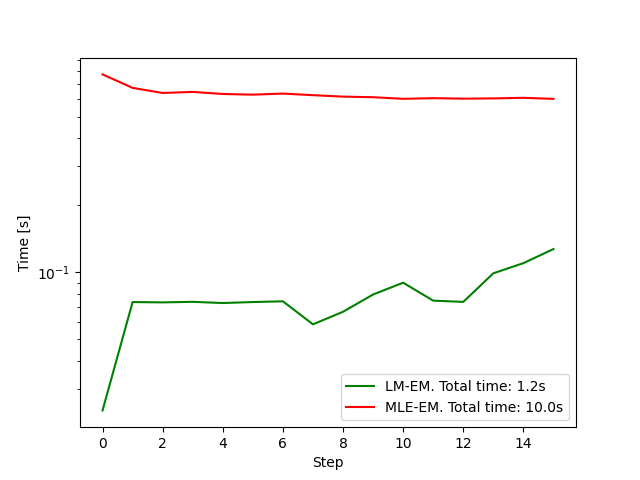 Time [s]
10⁻¹
0 2 4 6 8 10 12 14
Step
LM-EM. Total time: 1.2s
MLE-EM. Total time: 10.0s